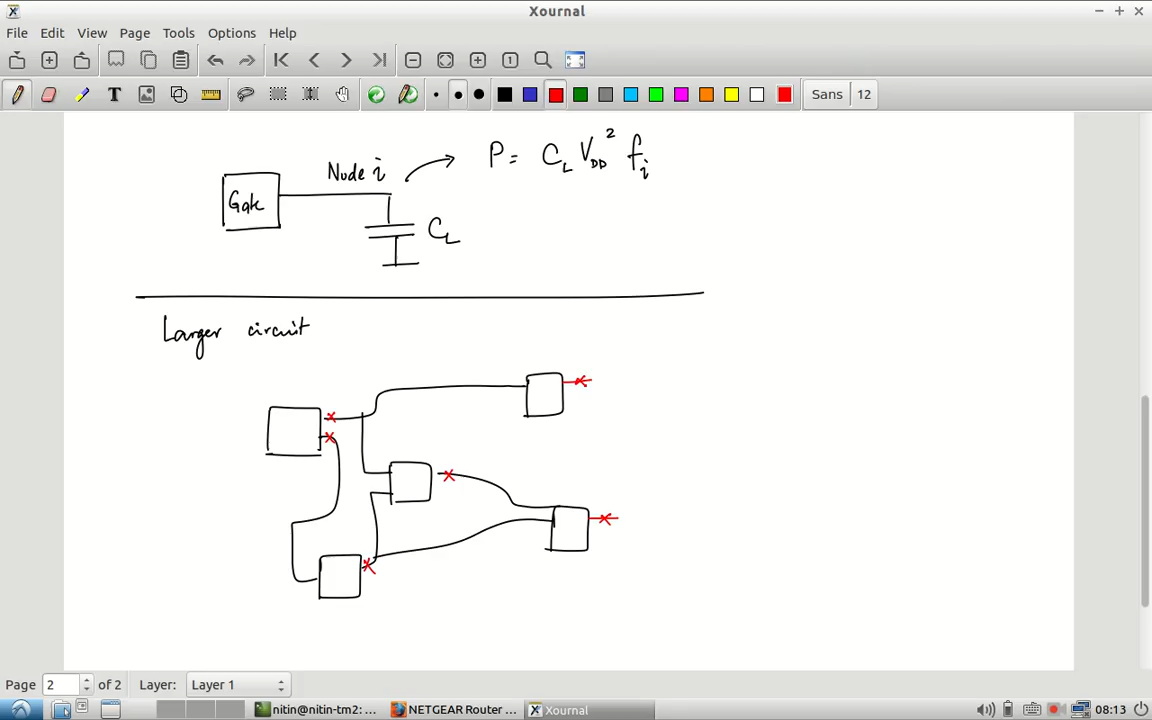 Xournal
File Edit View Page Tools Options Help
Sans 12
P = C_L V_DD^2 f_i
Node i
Gate
C_L
Larger circuit
Page 2 of 2 Layer: Layer 1
nitin@nitin-tm2: ... NETGEAR Router ... Xournal 08:13